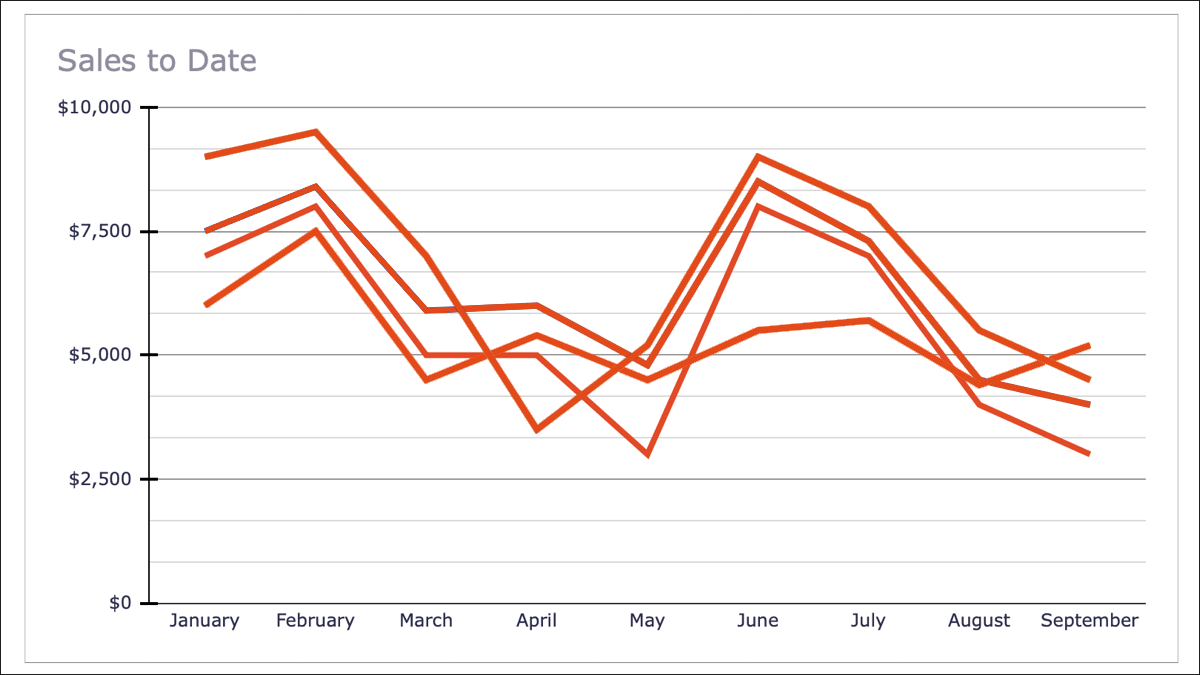 Sales to Date
$10,000
$7,500
$5,000
$2,500
$0
January February March April May June July August September